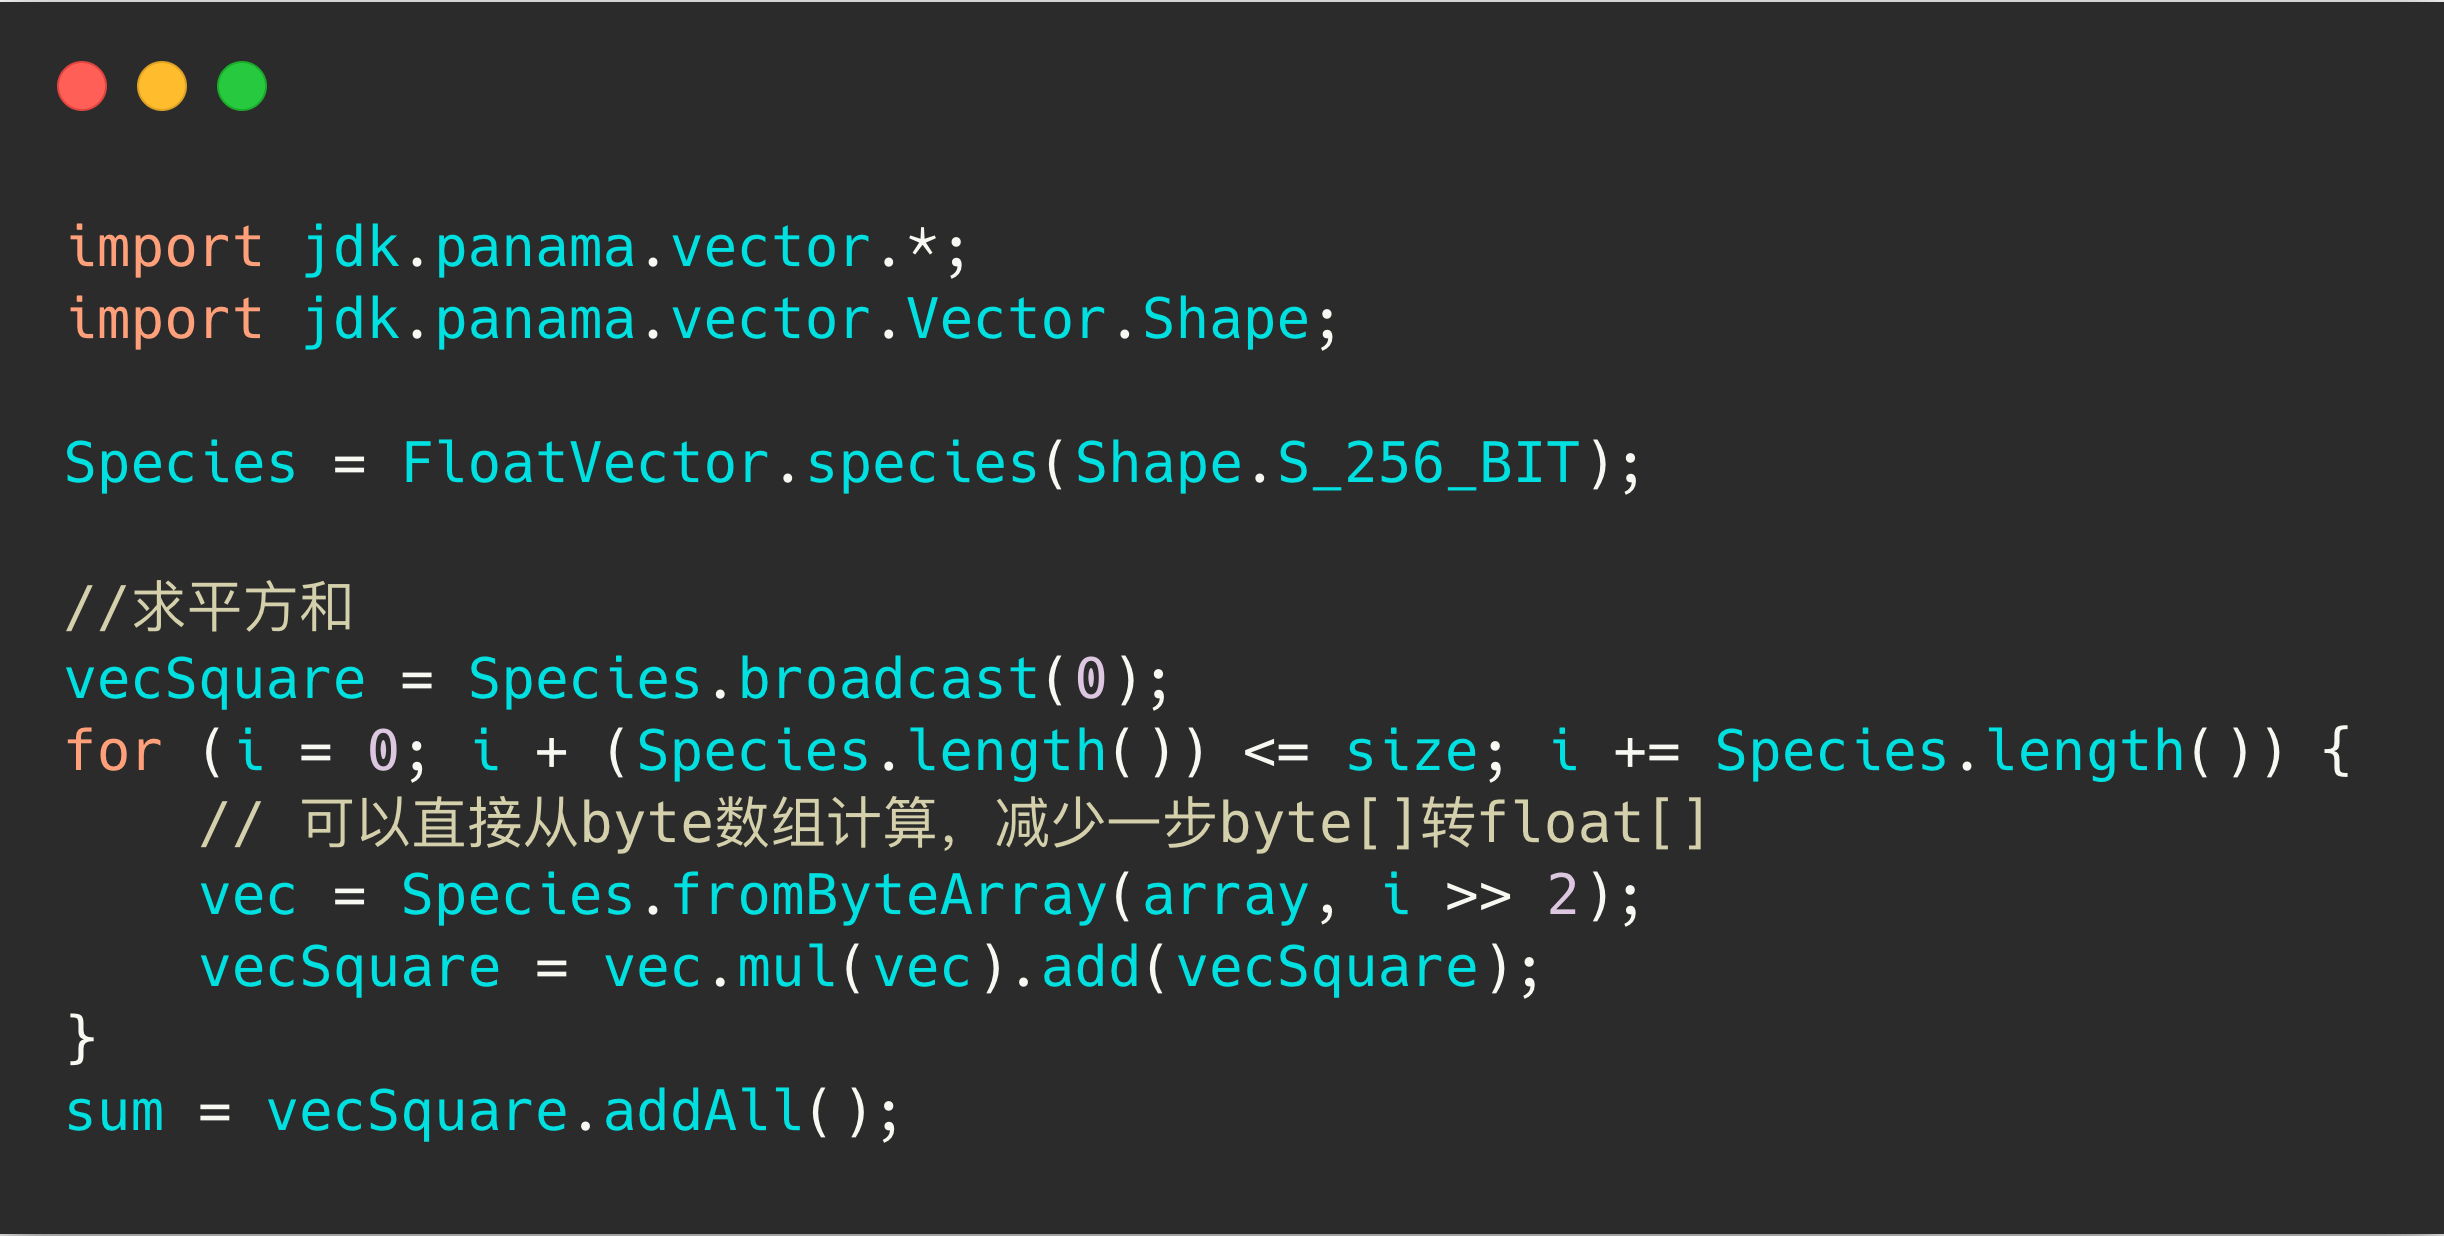 import jdk.panama.vector.*;
import jdk.panama.vector.Vector.Shape;
Species = FloatVector.species(Shape.S_256_BIT);
//求平方和
vecSquare = Species.broadcast(0);
for (i = 0; i + (Species.length()) <= size; i += Species.length()) {
    // 可以直接从byte数组计算，减少一步byte[]转float[]
    vec = Species.fromByteArray(array, i >> 2);
    vecSquare = vec.mul(vec).add(vecSquare);
}
sum = vecSquare.addAll();